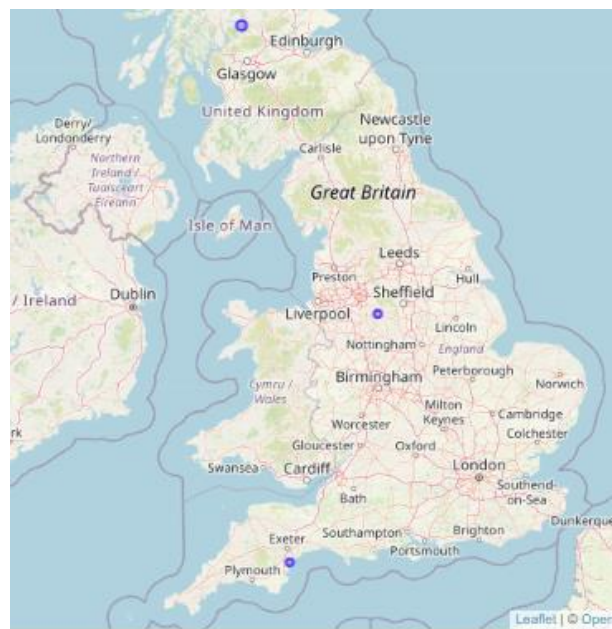 Edinburgh
Glasgow
United Kingdom
Newcastle
upon Tyne
Derry/
Londonderry
Carlisle
Northern
Ireland /
Tuaisceart
Éireann
Great Britain
Isle of Man
Leeds
Preston
Hull
/ Ireland
Dublin
Sheffield
Liverpool
Lincoln
Nottingham
England
Birmingham
Peterborough
Norwich
Cymru /
Wales
Milton
Keynes
Cambridge
Worcester
Colchester
Gloucester
Oxford
Swansea
Cardiff
London
Southend-
on-Sea
Bath
Southampton
Brighton
Dunkerque
Portsmouth
Exeter
Plymouth
rk
Leaflet | © Open